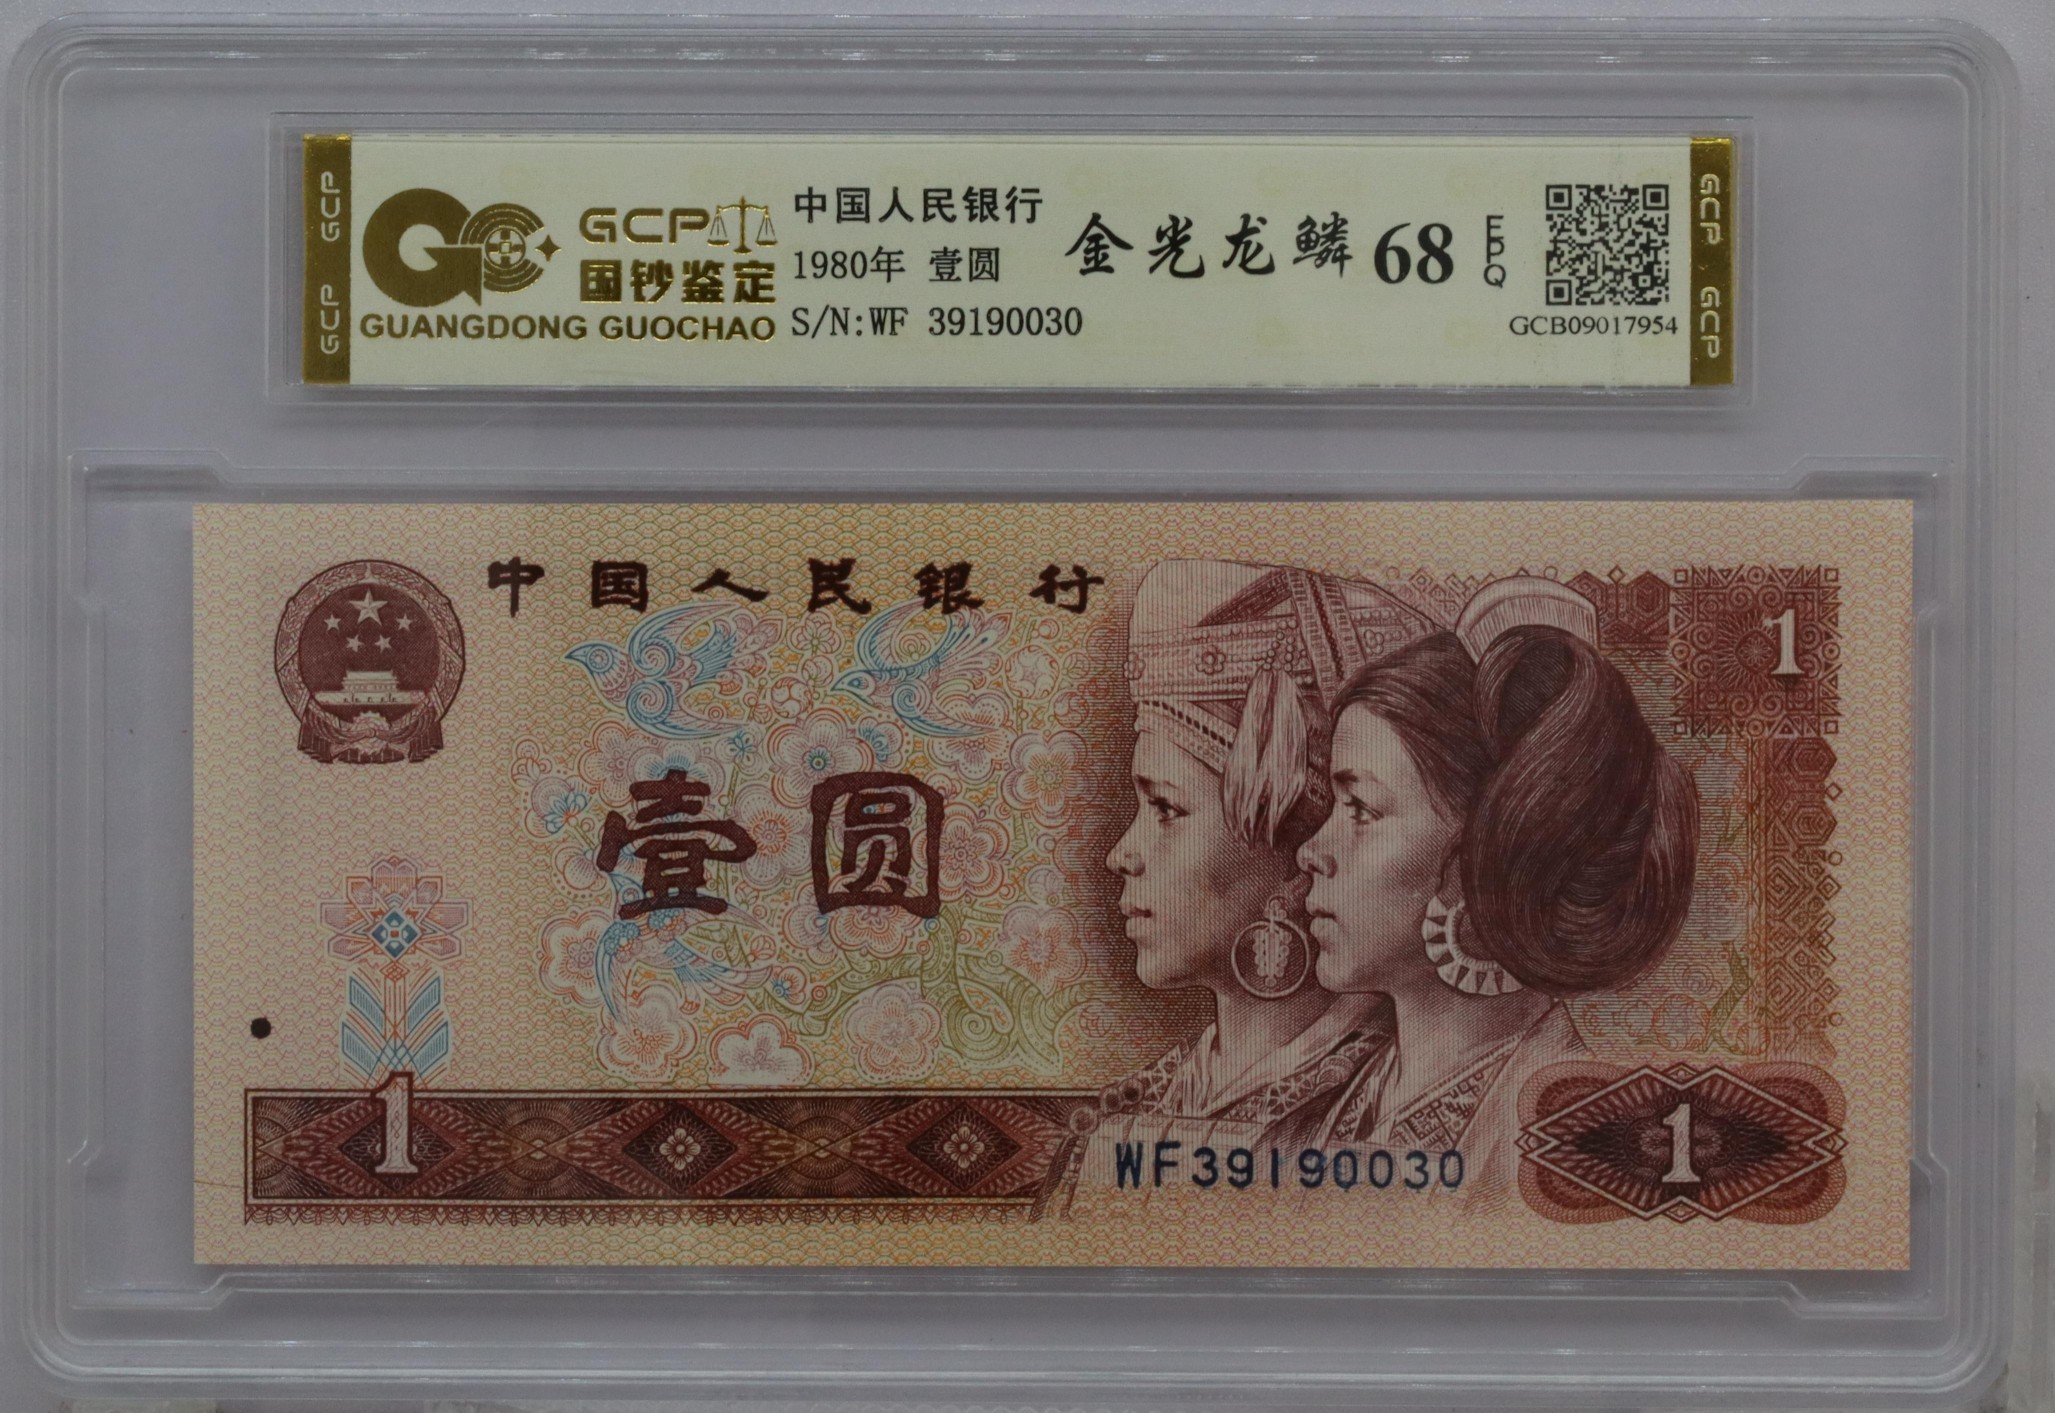 GCP GCP
GCP
国钞鉴定
GUANGDONG GUOCHAO
中国人民银行
1980年 壹圆
S/N:WF 39190030
金光龙鳞 68 EPQ
GCB09017954
GCP GCP
中国人民银行
1
壹圆
1
WF39190030
1